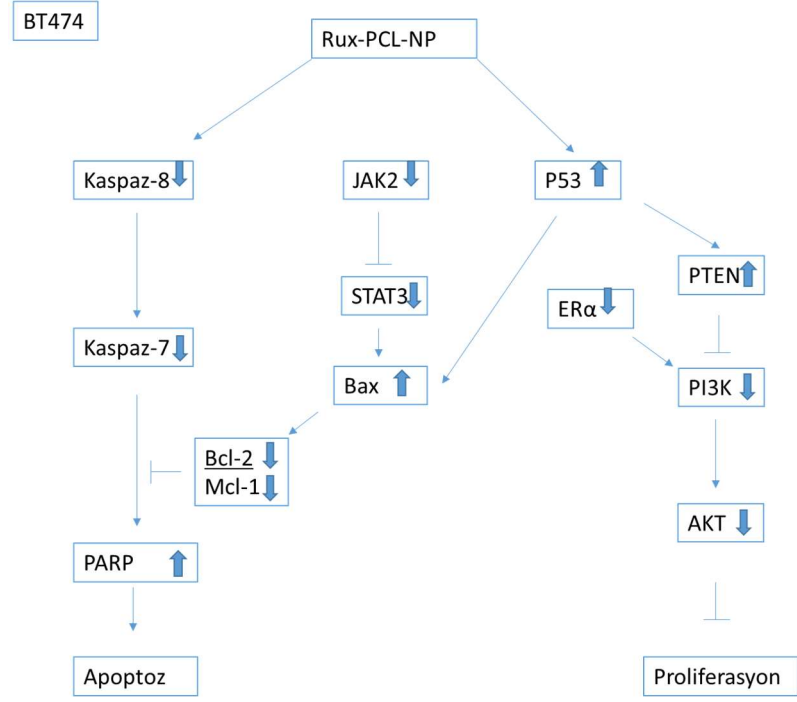 BT474
Rux-PCL-NP
Kaspaz-8
JAK2
P53
PTEN
STAT3
ERα
Kaspaz-7
Bax
PI3K
Bcl-2
Mcl-1
AKT
PARP
Apoptoz
Proliferasyon